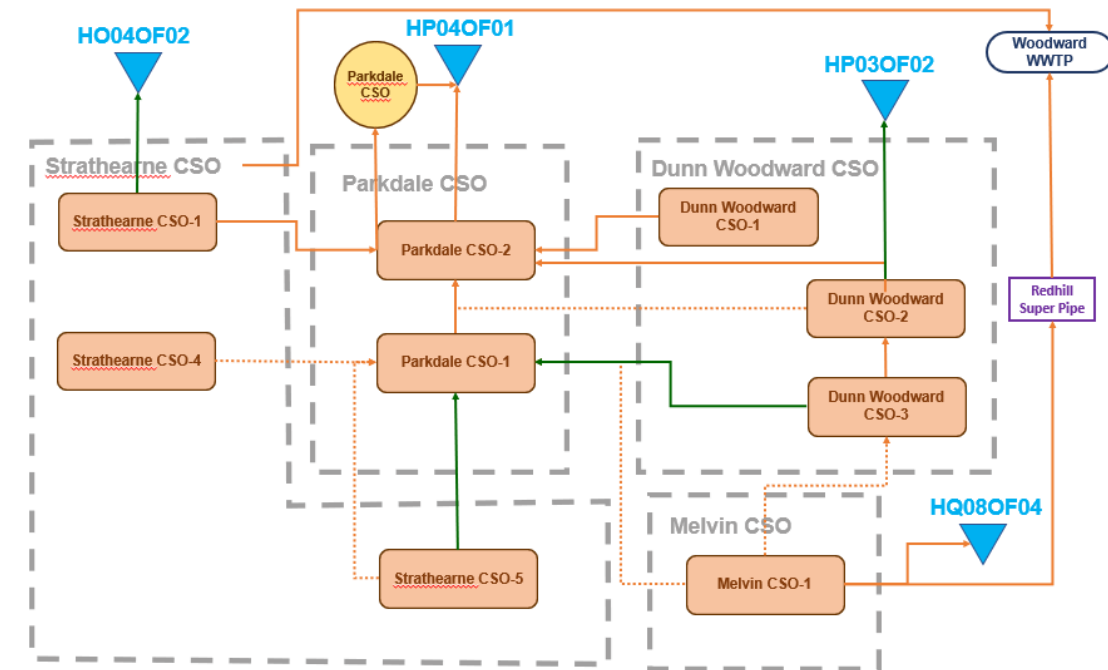 HO04OF02
HP04OF01
HP03OF02
Woodward
WWTP
Parkdale
CSO
Strathearne CSO
Parkdale CSO
Dunn Woodward CSO
Strathearne CSO-1
Parkdale CSO-2
Dunn Woodward
CSO-1
Dunn Woodward
CSO-2
Redhill
Super Pipe
Strathearne CSO-4
Parkdale CSO-1
Dunn Woodward
CSO-3
Melvin CSO
HQ08OF04
Strathearne CSO-5
Melvin CSO-1